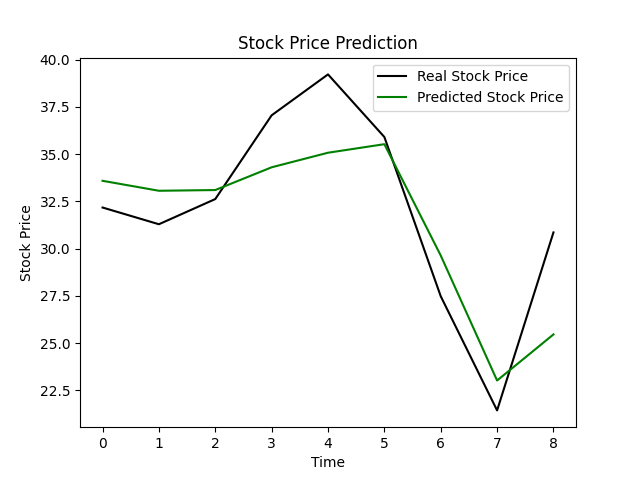 Stock Price Prediction
Real Stock Price
Predicted Stock Price
Stock Price
40.0
37.5
35.0
32.5
30.0
27.5
25.0
22.5
0 1 2 3 4 5 6 7 8
Time